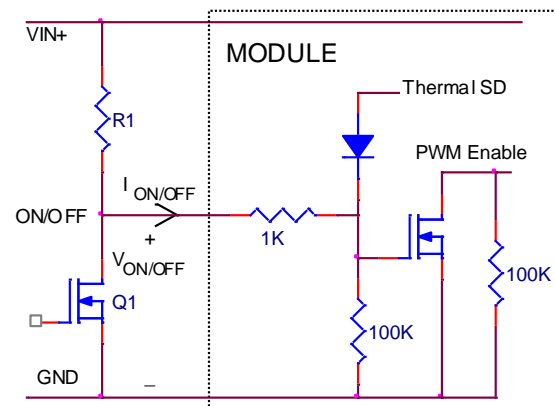 VIN+
MODULE
Thermal SD
R1
PWM Enable
I ON/OFF
ON/OFF
+
1K
V ON/OFF
Q1
100K
100K
GND
_